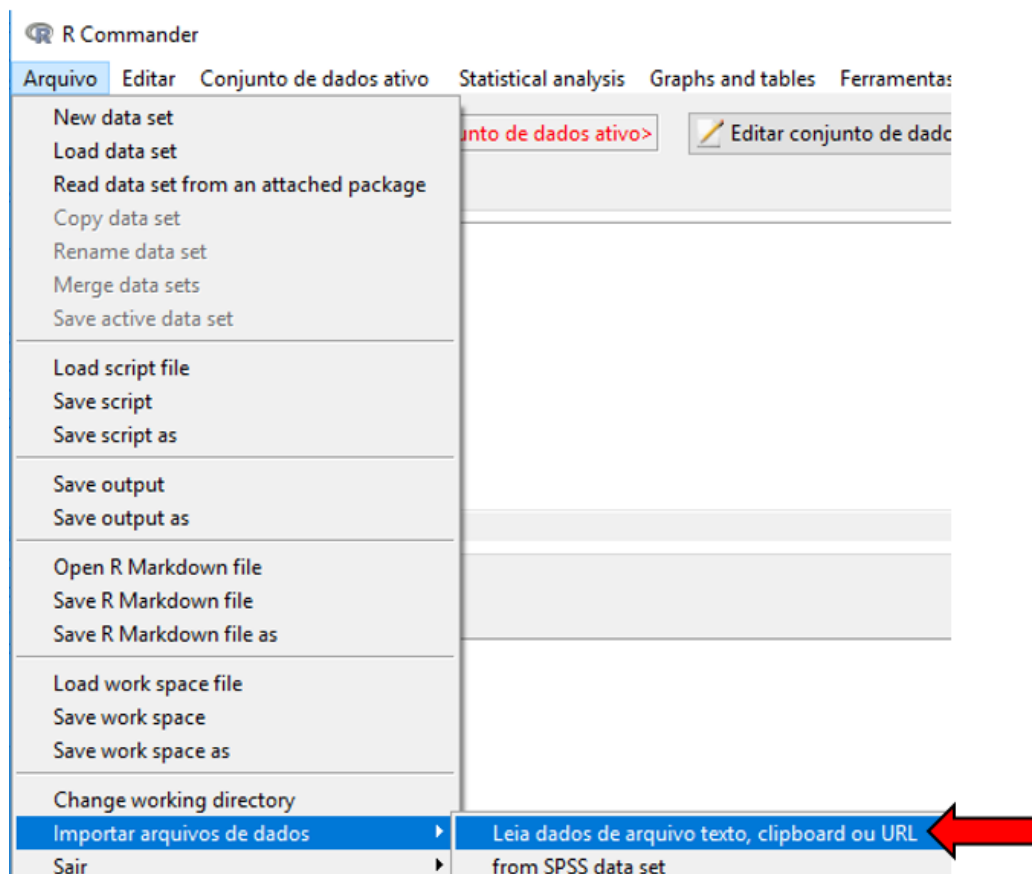 R Commander
Arquivo Editar Conjunto de dados ativo Statistical analysis Graphs and tables Ferramentas
New data set
junto de dados ativo> Editar conjunto de dado
Load data set
Read data set from an attached package
Copy data set
Rename data set
Merge data sets
Save active data set
Load script file
Save script
Save script as
Save output
Save output as
Open R Markdown file
Save R Markdown file
Save R Markdown file as
Load work space file
Save work space
Save work space as
Change working directory
Importar arquivos de dados Leia dados de arquivo texto, clipboard ou URL
Sair from SPSS data set